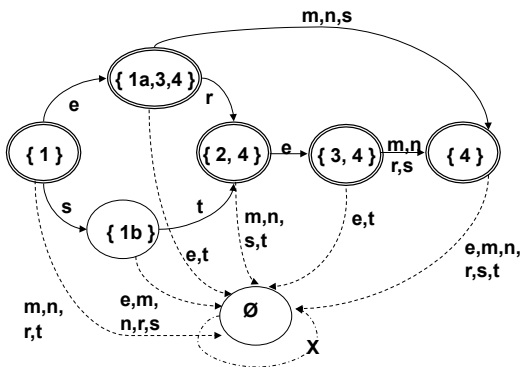 m,n,s
{ 1a,3,4 }
e
r
{ 1 }
{ 2, 4 }
e
{ 3, 4 }
m,n
r,s
{ 4 }
s
{ 1b }
t
m,n,
s,t
e,t
e,t
e,m,n,
r,s,t
m,n,
r,t
e,m,
n,r,s
Ø
X